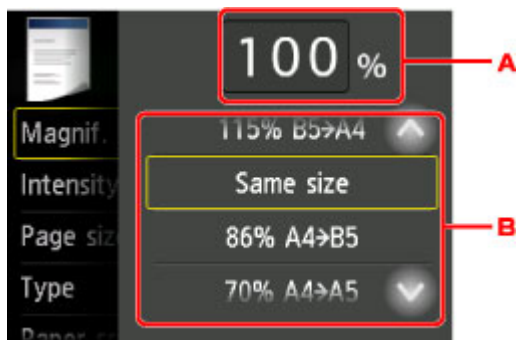 100 %
A
Magnif.
115% B5→A4
Intensity
Same size
Page siz
86% A4→B5
B
Type
70% A4→A5